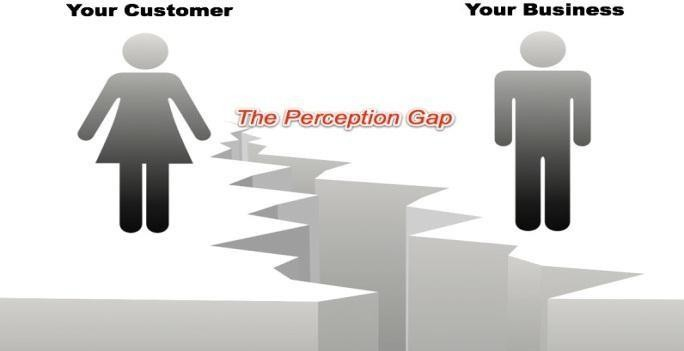 Your Customer
Your Business
The Perception Gap